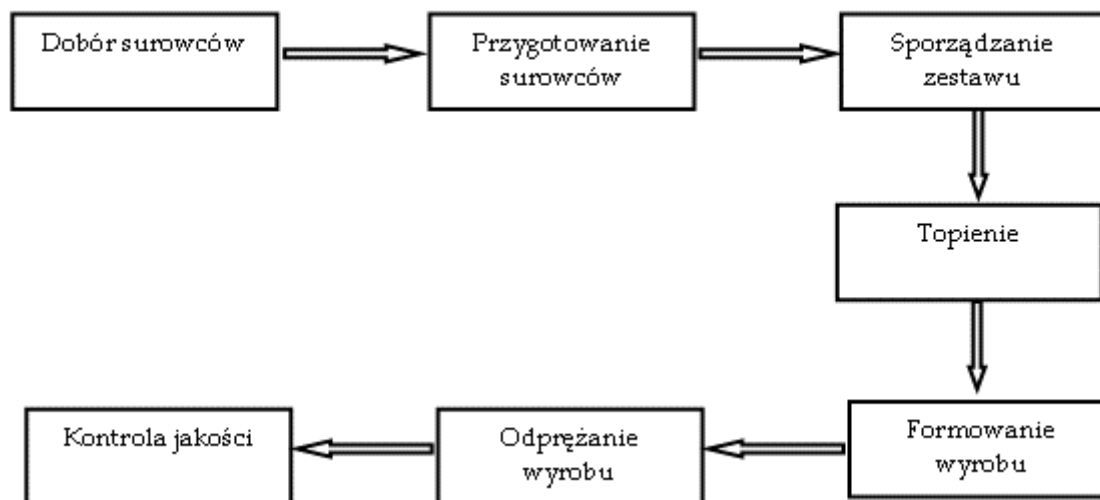 Dobór surowców
Przygotowanie
surowców
Sporządzanie
zestawu
Topienie
Formowanie
wyrobu
Odprężanie
wyrobu
Kontrola jakości